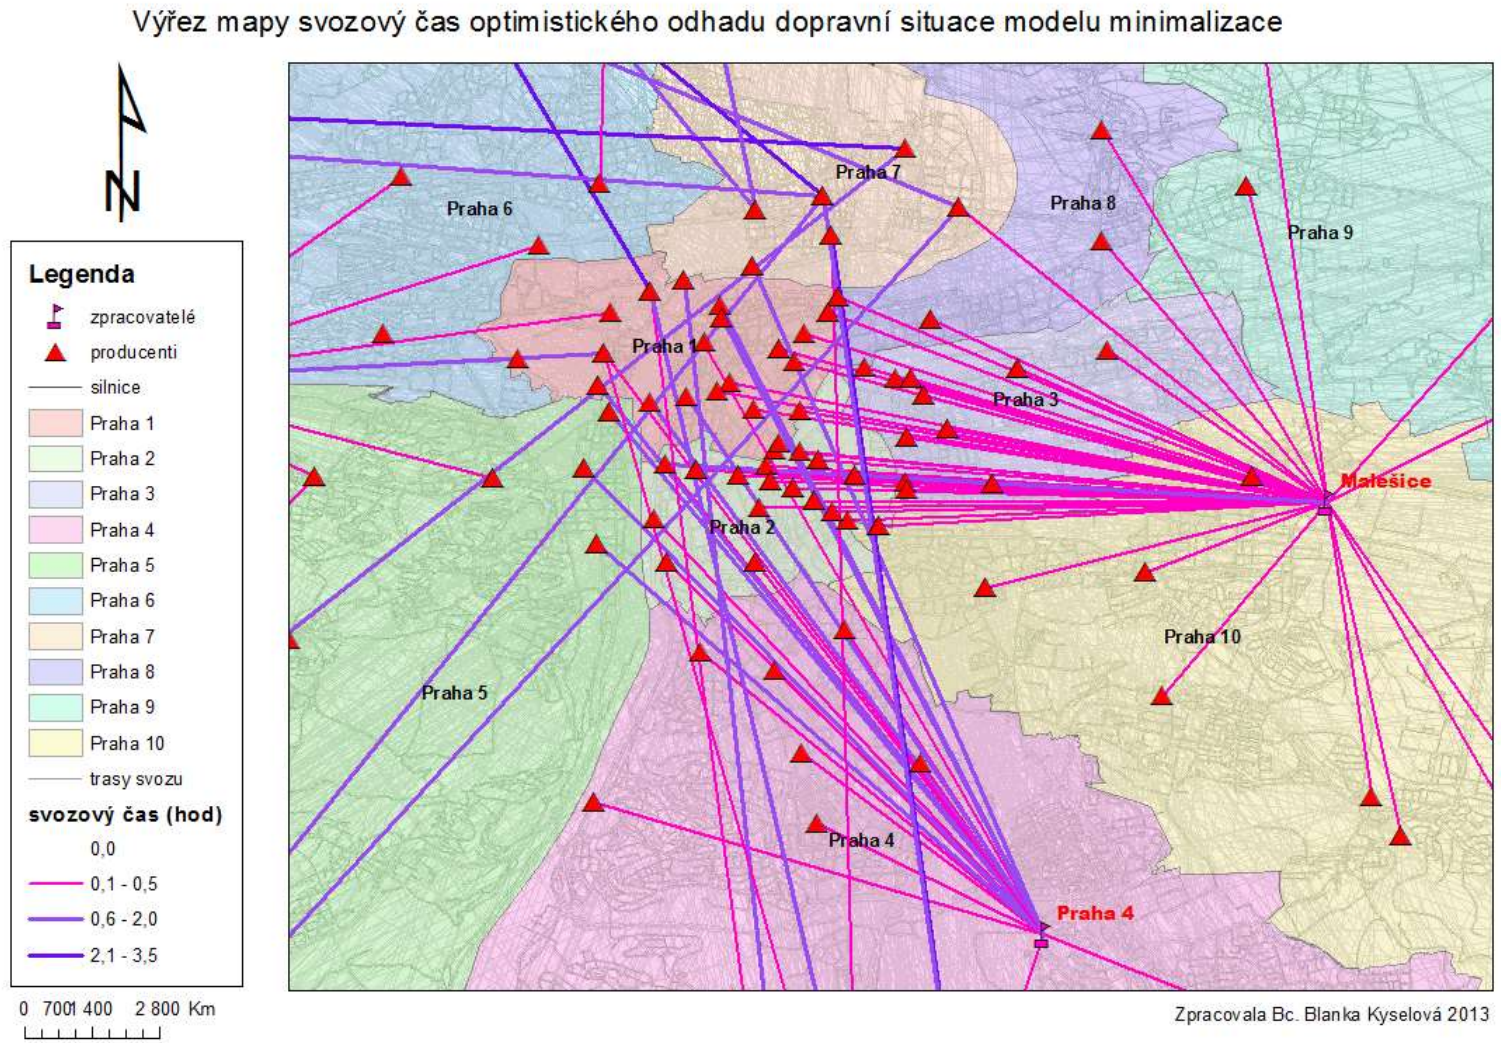 Výřez mapy svozový čas optimistického odhadu dopravní situace modelu minimalizace
N
Legenda
zpracovatelé
producenti
silnice
Praha 1
Praha 2
Praha 3
Praha 4
Praha 5
Praha 6
Praha 7
Praha 8
Praha 9
Praha 10
trasy svozu
svozový čas (hod)
0,0
0,1 - 0,5
0,6 - 2,0
2,1 - 3,5
0 700 1 400 2 800 Km
Praha 7
Praha 6
Praha 8
Praha 9
Praha 1
Praha 3
Malešice
Praha 2
Praha 10
Praha 5
Praha 4
Praha 4
Zpracovala Bc. Blanka Kyselová 2013